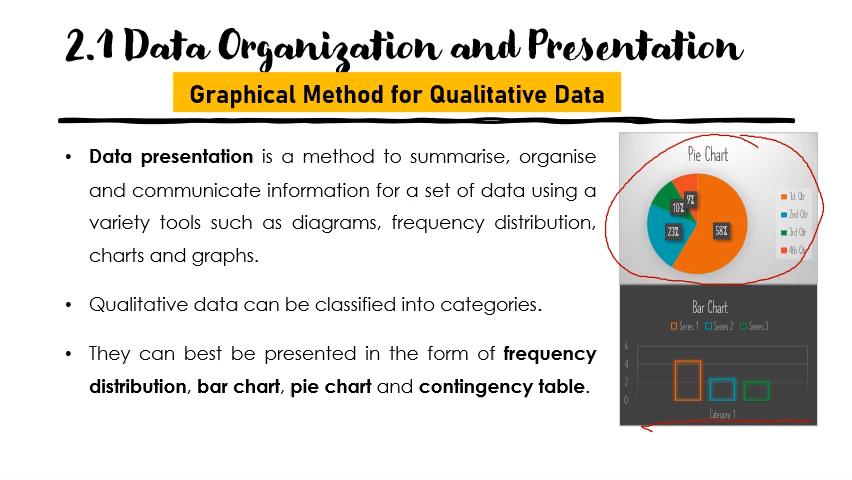 2.1 Data Organization and Presentation
Graphical Method for Qualitative Data
• Data presentation is a method to summarise, organise
and communicate information for a set of data using a
variety tools such as diagrams, frequency distribution,
charts and graphs.
• Qualitative data can be classified into categories.
• They can best be presented in the form of frequency
distribution, bar chart, pie chart and contingency table.
Pie Chart
9%
10%
23%
58%
1st Qtr
2nd Qtr
3rd Qtr
4th Qtr
Bar Chart
Series 1 Series 2 Series 3
6
4
2
0
Category 1